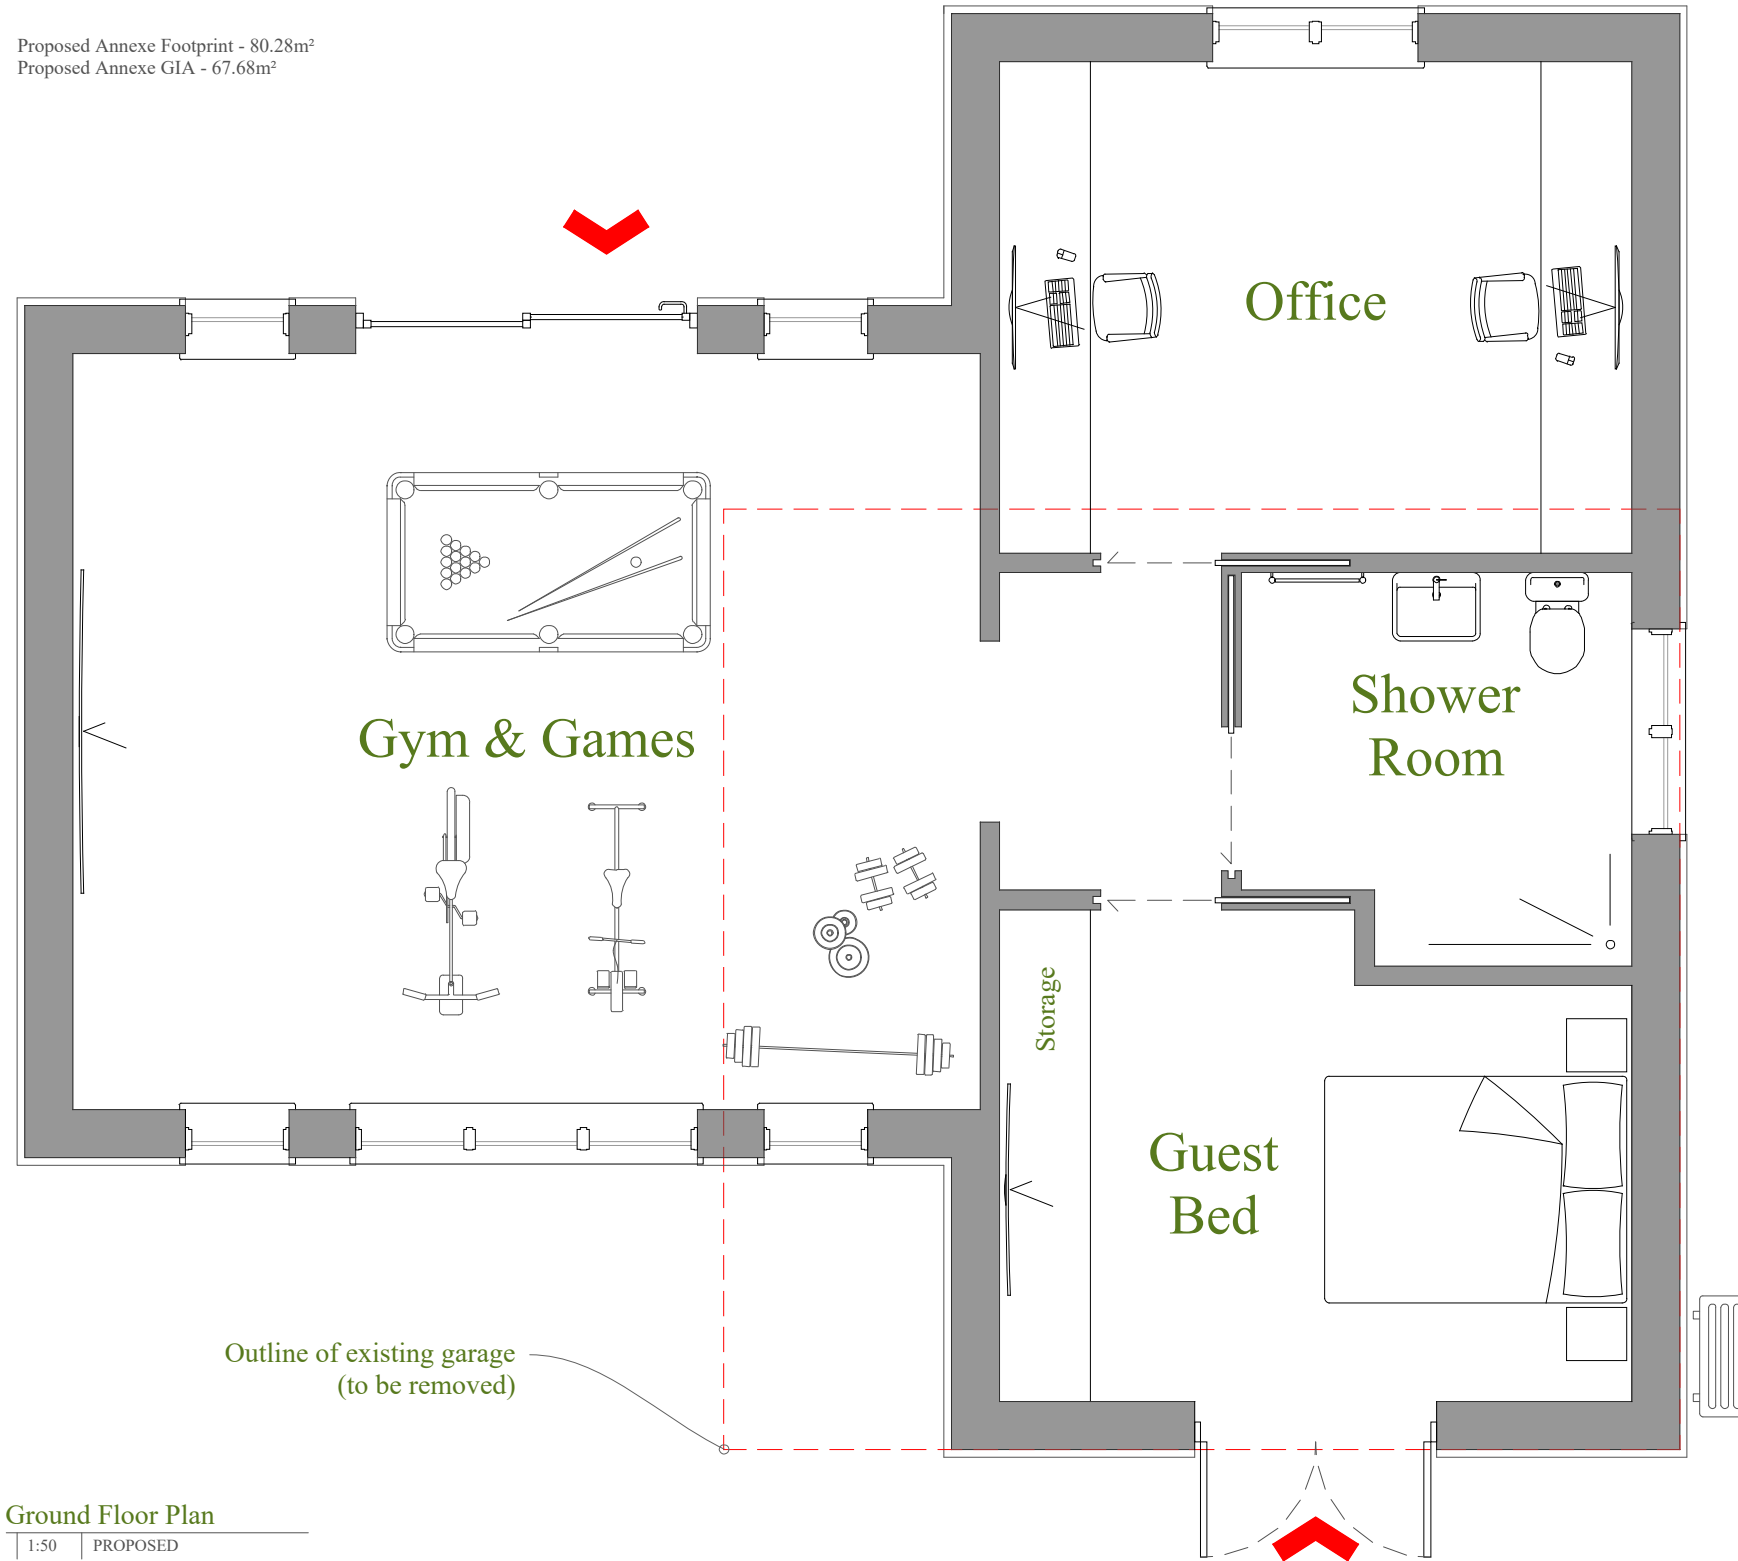 Proposed Annexe Footprint - 80.28m²
Proposed Annexe GIA - 67.68m²
Office
Shower
Room
Gym & Games
Storage
Guest
Bed
Outline of existing garage
(to be removed)
Ground Floor Plan
1:50 PROPOSED